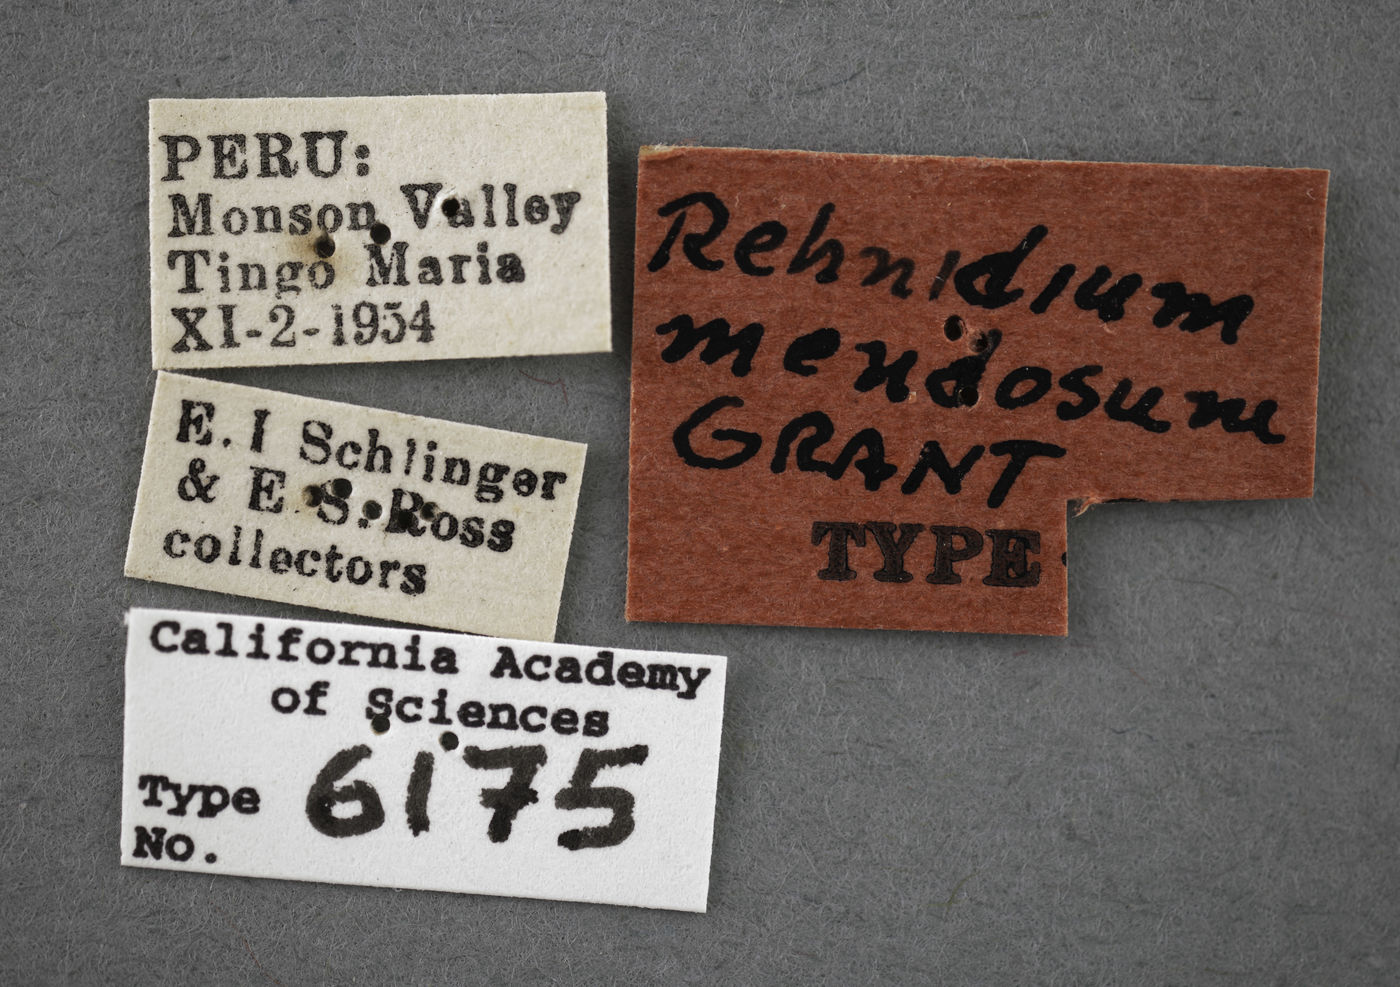 PERU:
Monson Valley
Tingo Maria
XI-2-1954
E. I Schlinger
& E. S. Ross
collectors
California Academy
of Sciences
Type
No. 6175
Rehnidium
mendosum
GRANT
TYPE